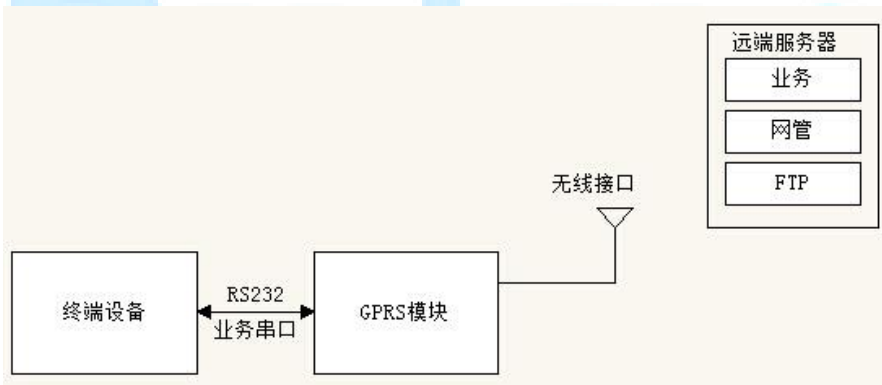 远端服务器
业务
网管
FTP
无线接口
终端设备
RS232
业务串口
GPRS模块